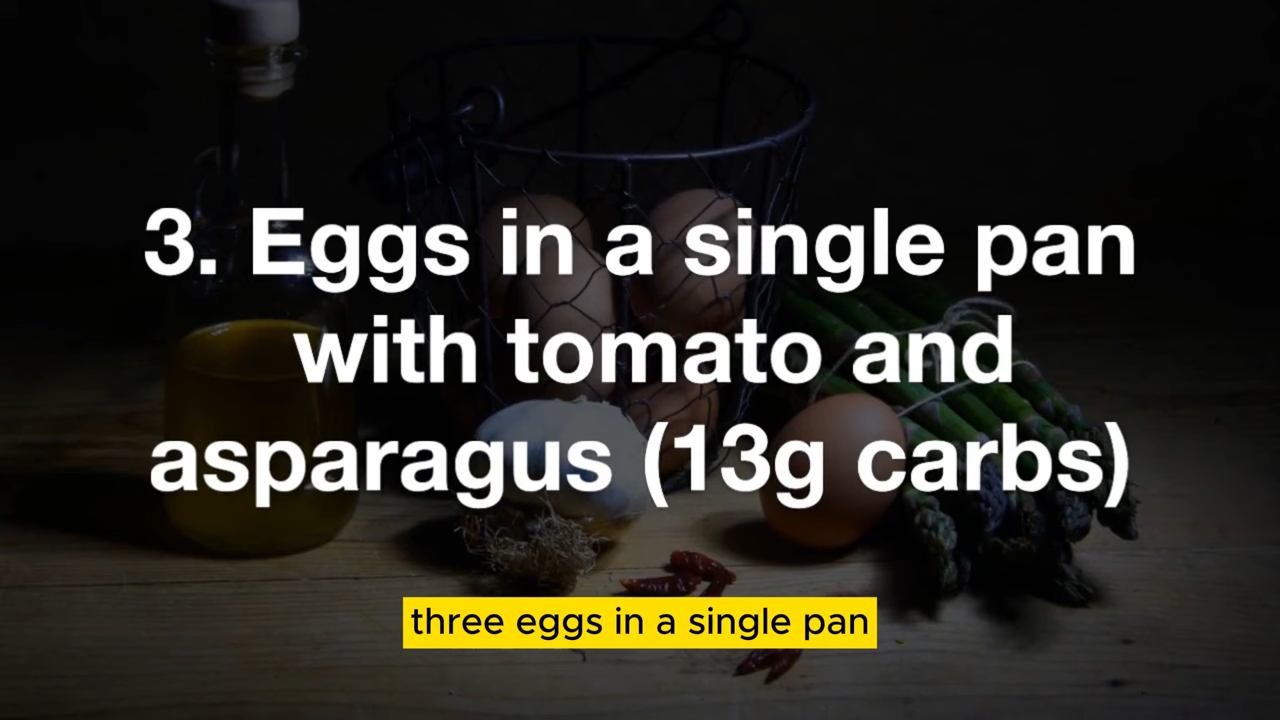 3. Eggs in a single pan
with tomato and
asparagus (13g carbs)
three eggs in a single pan